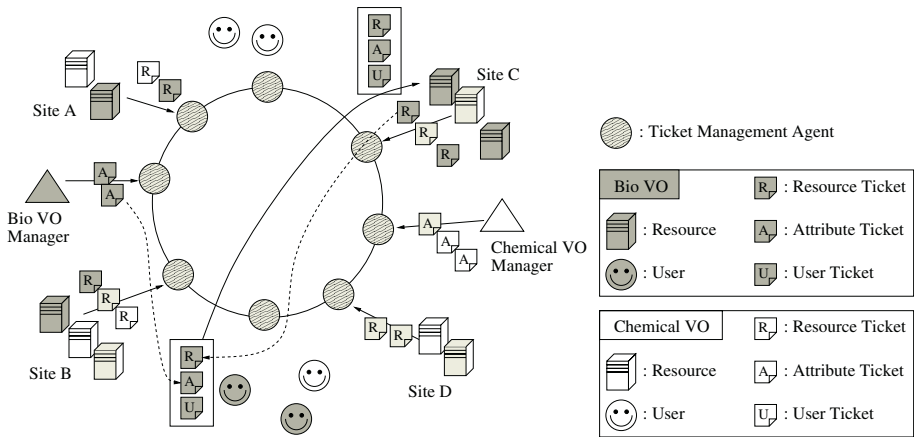 R
A
U
R
R
Site A
Site C
R
R
R
: Ticket Management Agent
A
A
Bio VO
Manager
A
A
A
Chemical VO
Manager
Bio VO
R : Resource Ticket
: Resource
A : Attribute Ticket
: User
U : User Ticket
R
R
R
Site B
R
R
Site D
R
A
U
Chemical VO
R : Resource Ticket
: Resource
A : Attribute Ticket
: User
U : User Ticket